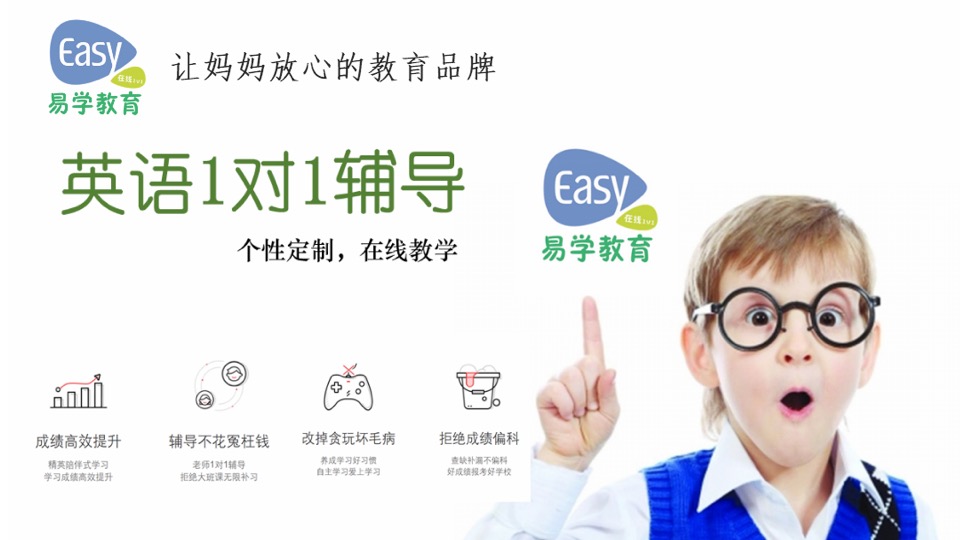 Easy
在线1V1
易学教育
让妈妈放心的教育品牌
英语1对1辅导
个性定制，在线教学
Easy
在线1V1
易学教育
成绩高效提升
精英陪伴式学习
学习成绩高效提升
辅导不花冤枉钱
老师1对1辅导
拒绝大班课无限补习
改掉贪玩坏毛病
养成学习好习惯
自主学习爱上学习
拒绝成绩偏科
查缺补漏不偏科
好成绩报考好学校